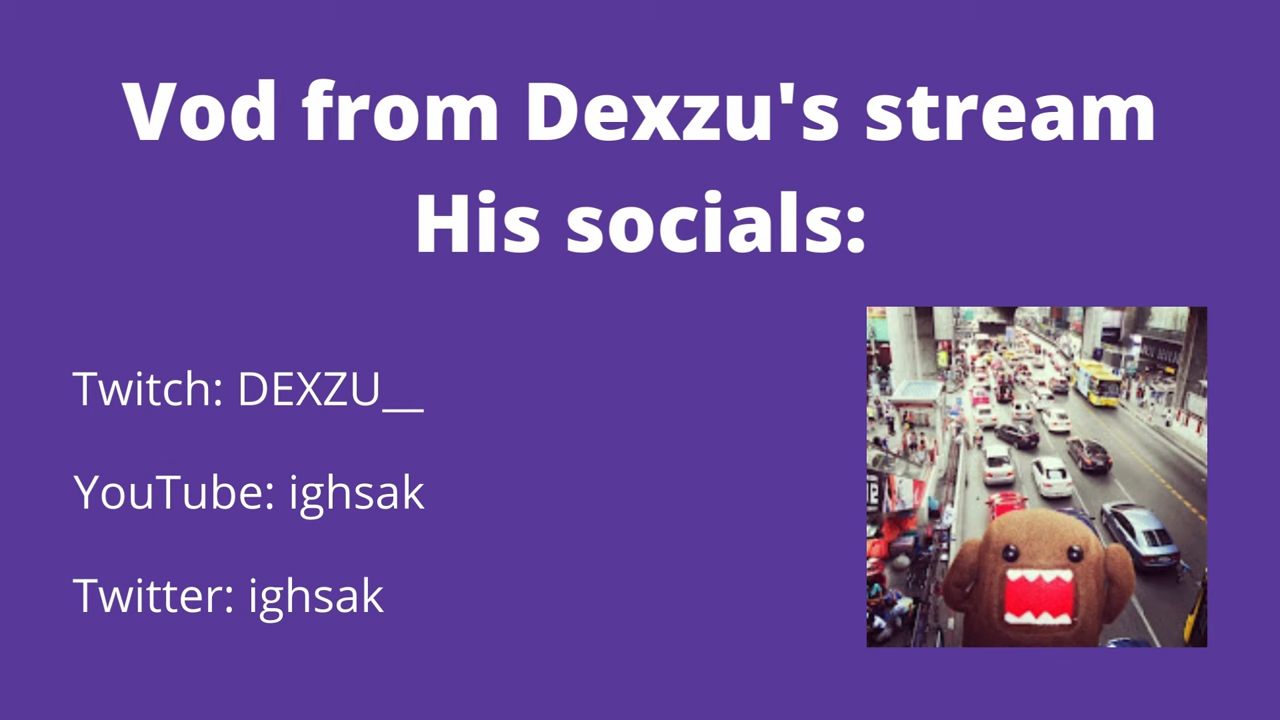 Vod from Dexzu's stream
His socials:
Twitch: DEXZU__
YouTube: ighsak
Twitter: ighsak